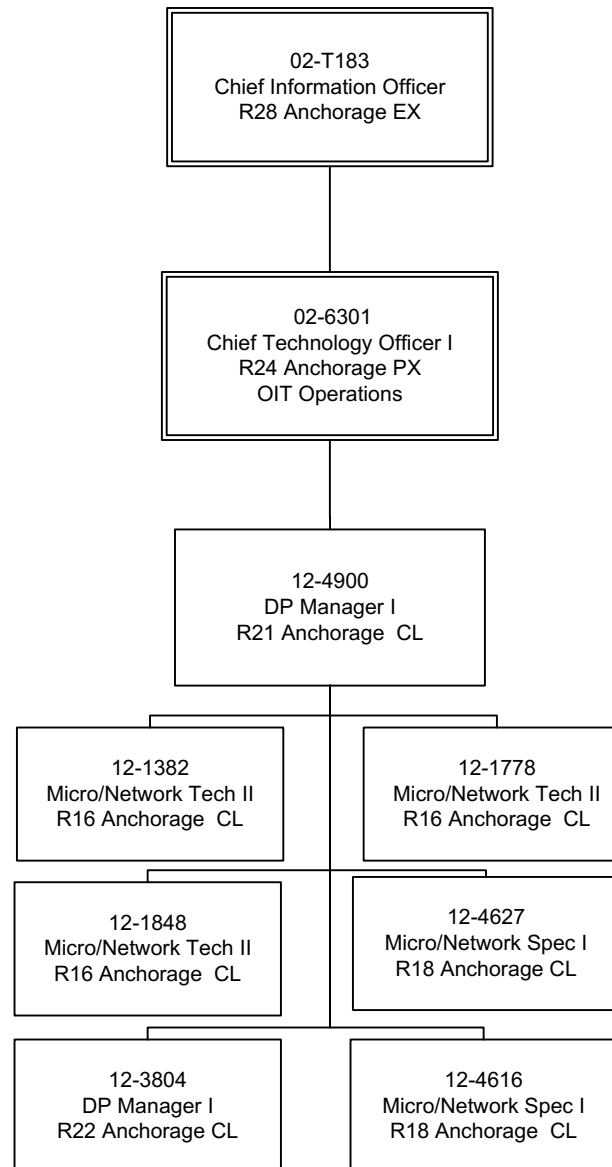 02-T183
Chief Information Officer
R28 Anchorage EX
02-6301
Chief Technology Officer I
R24 Anchorage PX
OIT Operations
12-4900
DP Manager I
R21 Anchorage  CL
12-1382
Micro/Network Tech II
R16 Anchorage  CL
12-1778
Micro/Network Tech II
R16 Anchorage  CL
12-1848
Micro/Network Tech II
R16 Anchorage  CL
12-4627
Micro/Network Spec I
R18 Anchorage CL
12-3804
DP Manager I
R22 Anchorage CL
12-4616
Micro/Network Spec I
R18 Anchorage  CL